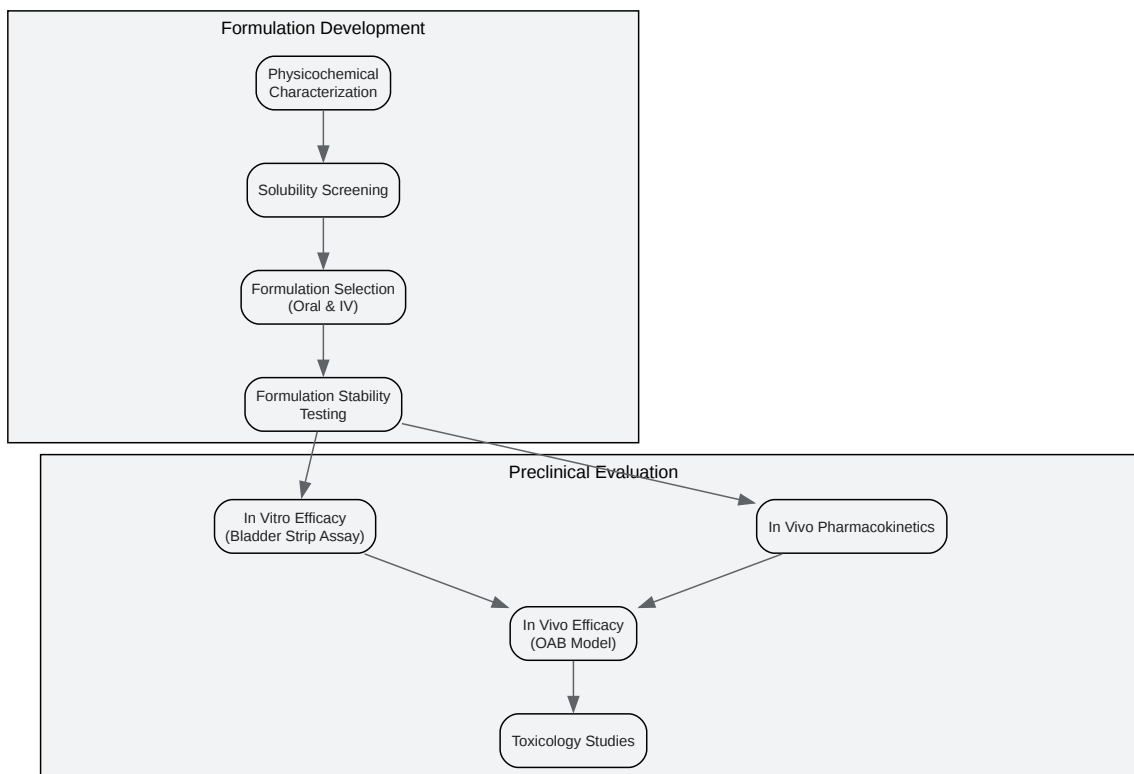 Formulation Development
Physicochemical
Characterization
Solubility Screening
Formulation Selection
(Oral & IV)
Formulation Stability
Testing
Preclinical Evaluation
In Vitro Efficacy
(Bladder Strip Assay)
In Vivo Pharmacokinetics
In Vivo Efficacy
(OAB Model)
Toxicology Studies